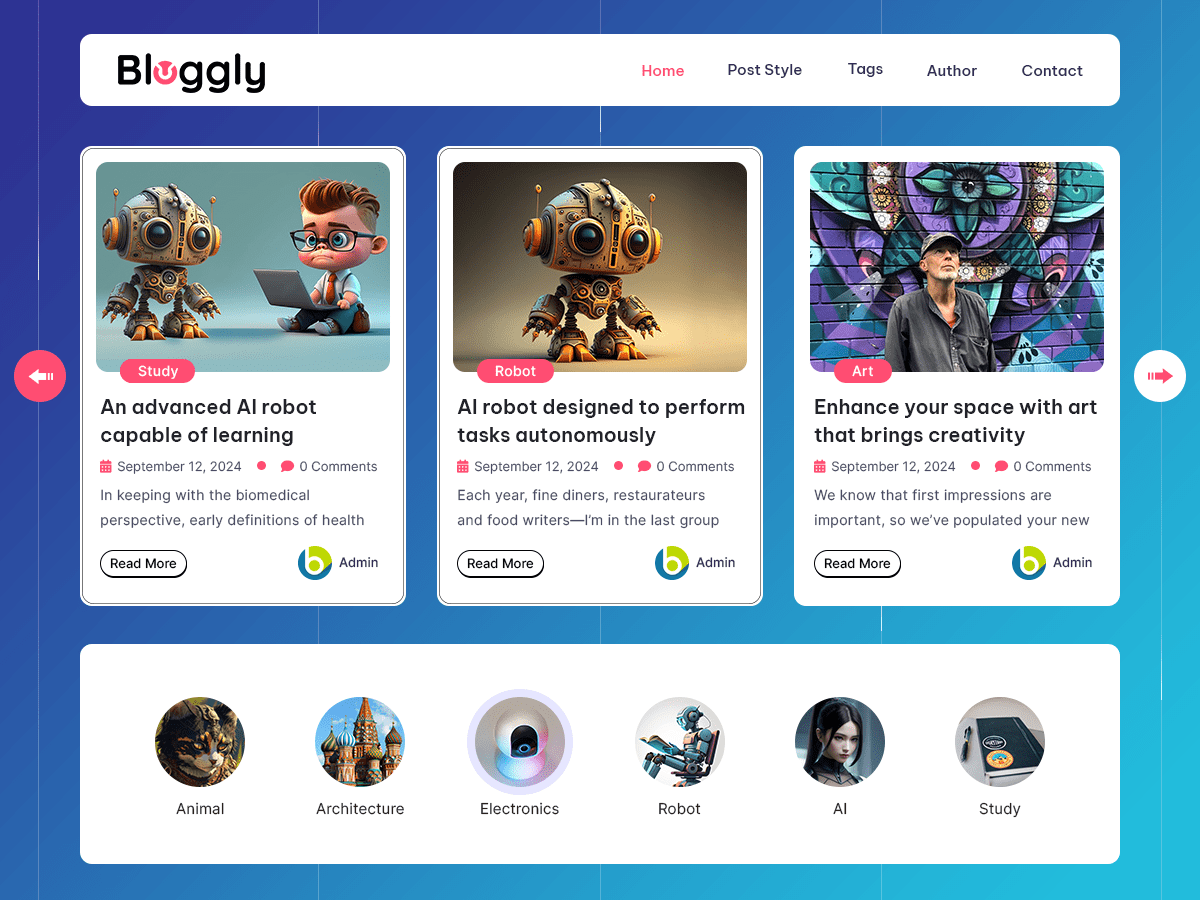 Bloggly
Home Post Style Tags Author Contact
Study
An advanced AI robot
capable of learning
September 12, 2024 0 Comments
In keeping with the biomedical
perspective, early definitions of health
Read More Admin
Robot
AI robot designed to perform
tasks autonomously
September 12, 2024 0 Comments
Each year, fine diners, restaurateurs
and food writers—I'm in the last group
Read More Admin
Art
Enhance your space with art
that brings creativity
September 12, 2024 0 Comments
We know that first impressions are
important, so we've populated your new
Read More Admin
Animal Architecture Electronics Robot AI Study